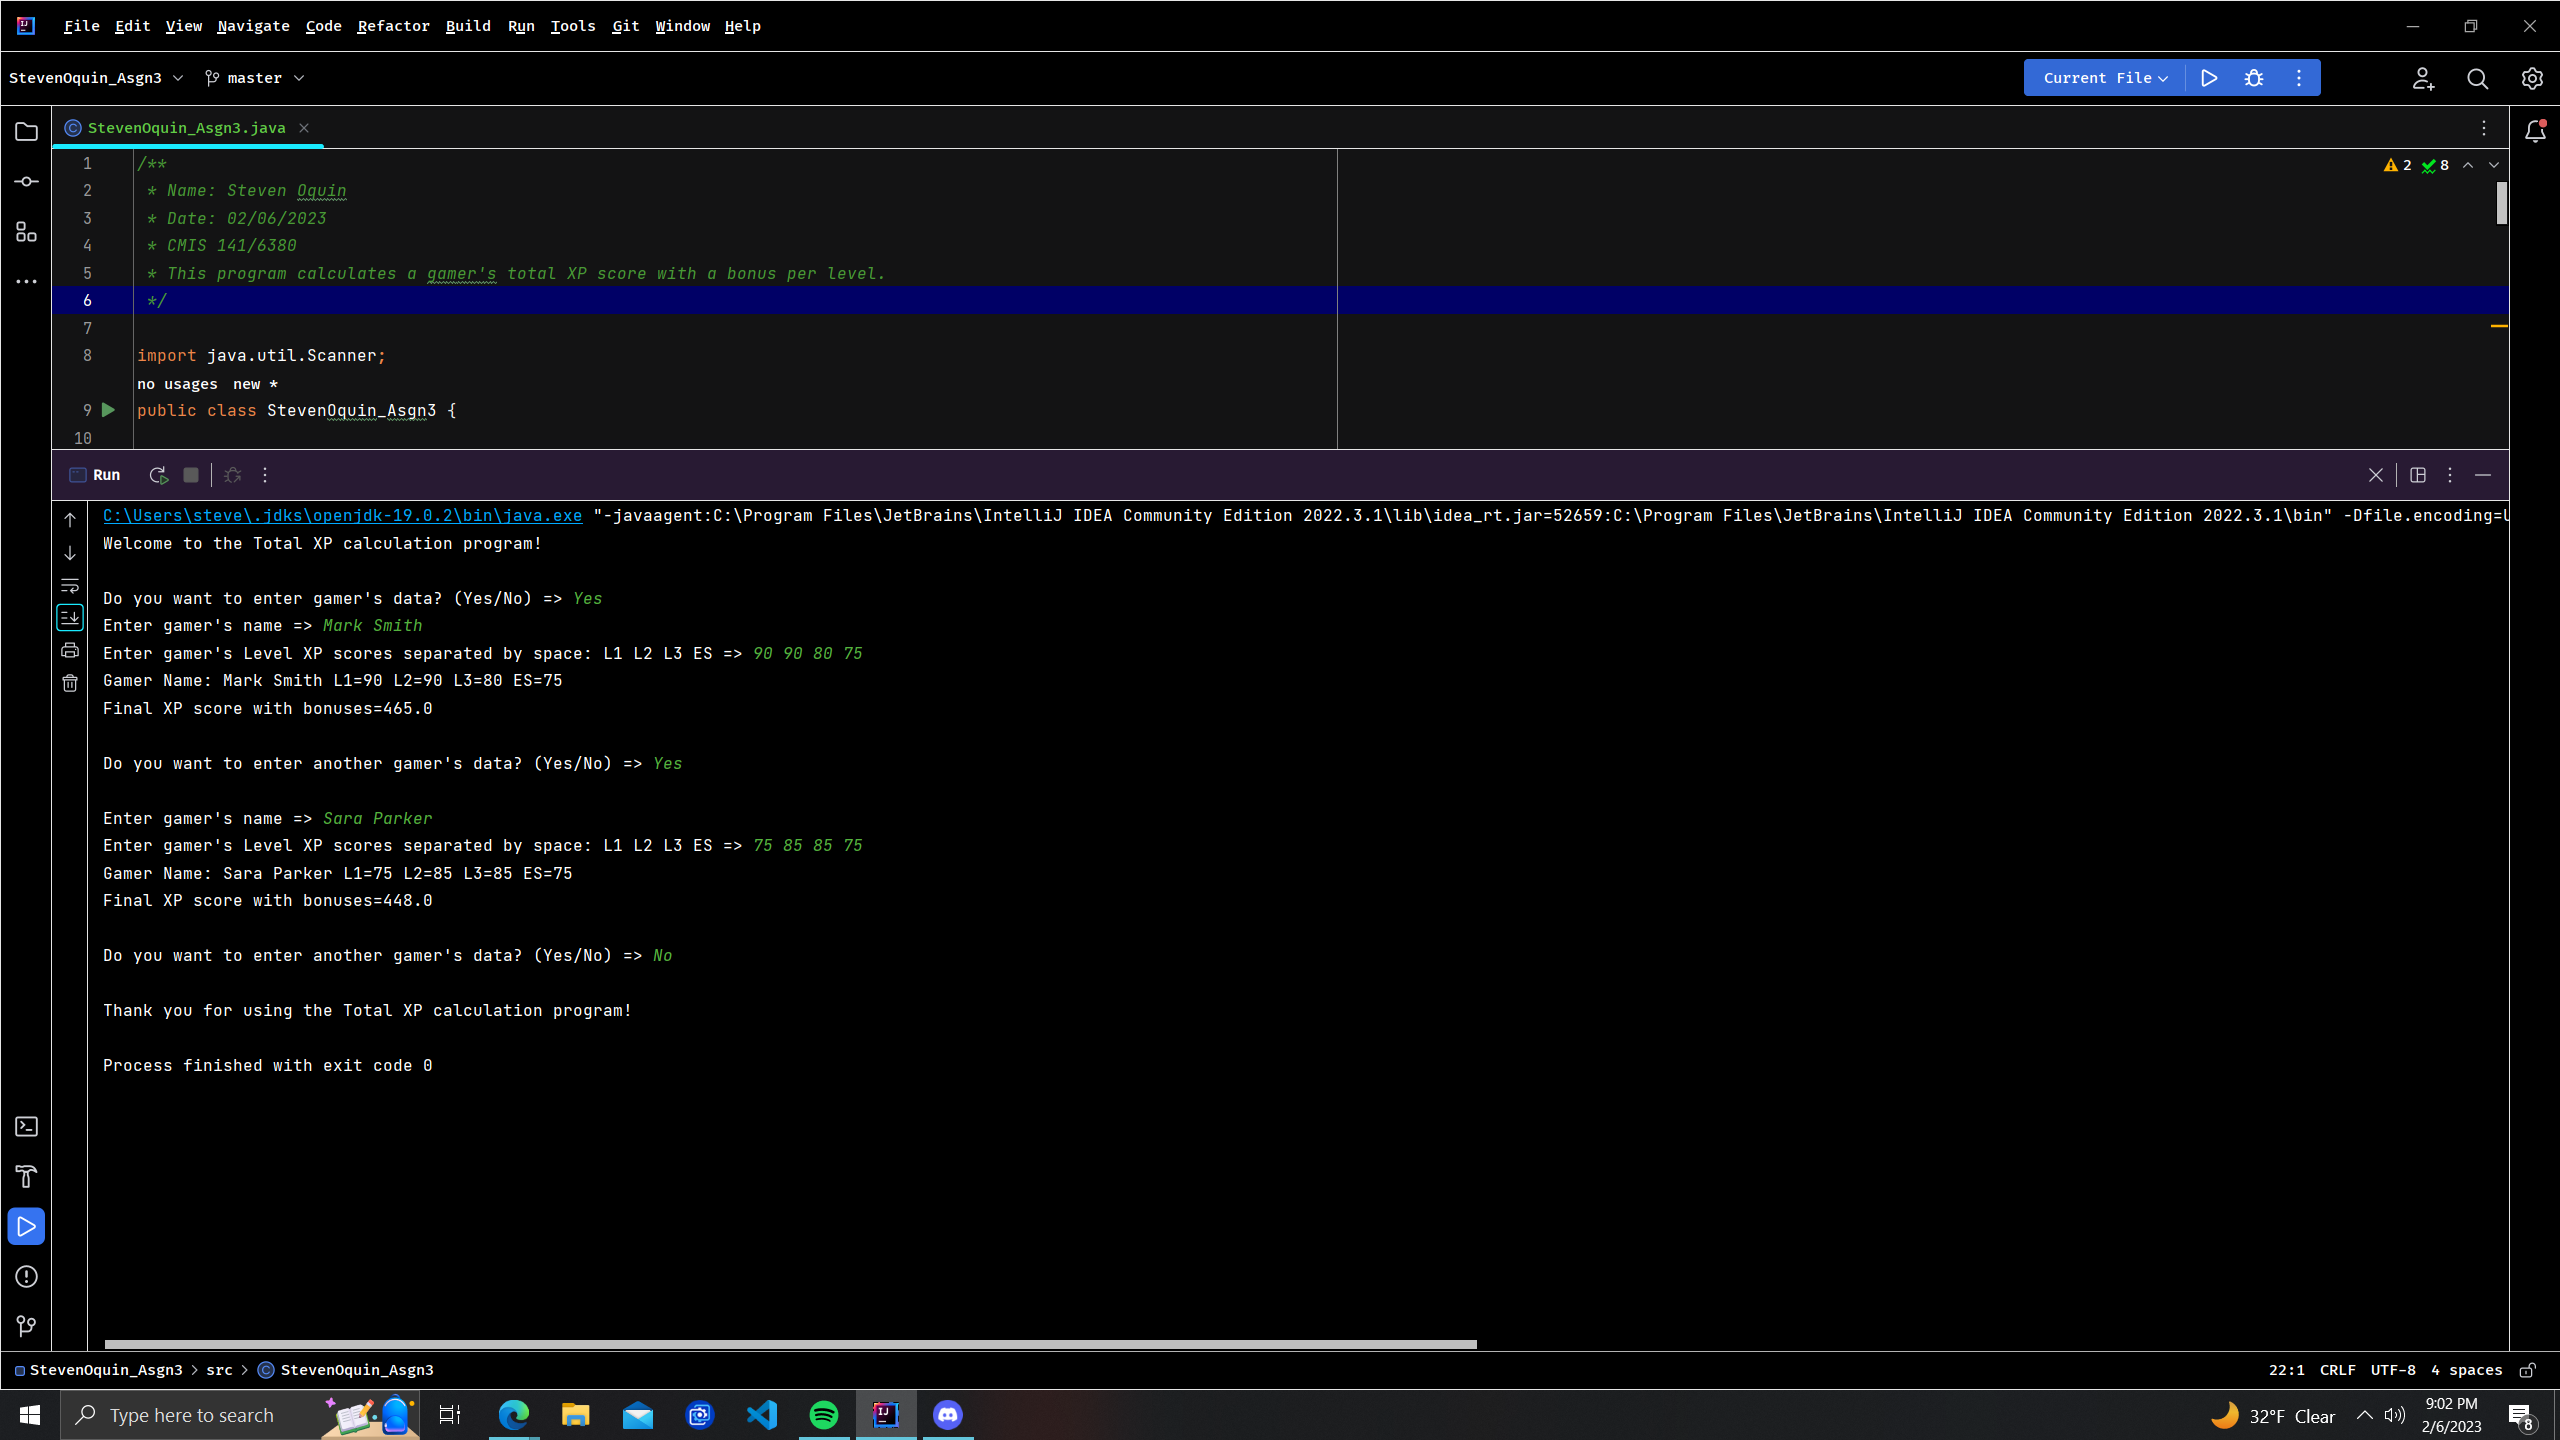 File Edit View Navigate Code Refactor Build Run Tools Git Window Help
StevenOquin_Asgn3 master Current File
StevenOquin_Asgn3.java
1 /**
2 * Name: Steven Oquin
3 * Date: 02/06/2023
4 * CMIS 141/6380
5 * This program calculates a gamer's total XP score with a bonus per level.
6 */
7
8 import java.util.Scanner;
no usages new *
9 public class StevenOquin_Asgn3 {
10
2 8
Run
C:\Users\steve\.jdks\openjdk-19.0.2\bin\java.exe "-javaagent:C:\Program Files\JetBrains\IntelliJ IDEA Community Edition 2022.3.1\lib\idea_rt.jar=52659:C:\Program Files\JetBrains\IntelliJ IDEA Community Edition 2022.3.1\bin" -Dfile.encoding=U
Welcome to the Total XP calculation program!
Do you want to enter gamer's data? (Yes/No) => Yes
Enter gamer's name => Mark Smith
Enter gamer's Level XP scores separated by space: L1 L2 L3 ES => 90 90 80 75
Gamer Name: Mark Smith L1=90 L2=90 L3=80 ES=75
Final XP score with bonuses=465.0
Do you want to enter another gamer's data? (Yes/No) => Yes
Enter gamer's name => Sara Parker
Enter gamer's Level XP scores separated by space: L1 L2 L3 ES => 75 85 85 75
Gamer Name: Sara Parker L1=75 L2=85 L3=85 ES=75
Final XP score with bonuses=448.0
Do you want to enter another gamer's data? (Yes/No) => No
Thank you for using the Total XP calculation program!
Process finished with exit code 0
StevenOquin_Asgn3 > src > StevenOquin_Asgn3 22:1 CRLF UTF-8 4 spaces
Type here to search 32°F Clear 9:02 PM
2/6/2023 8